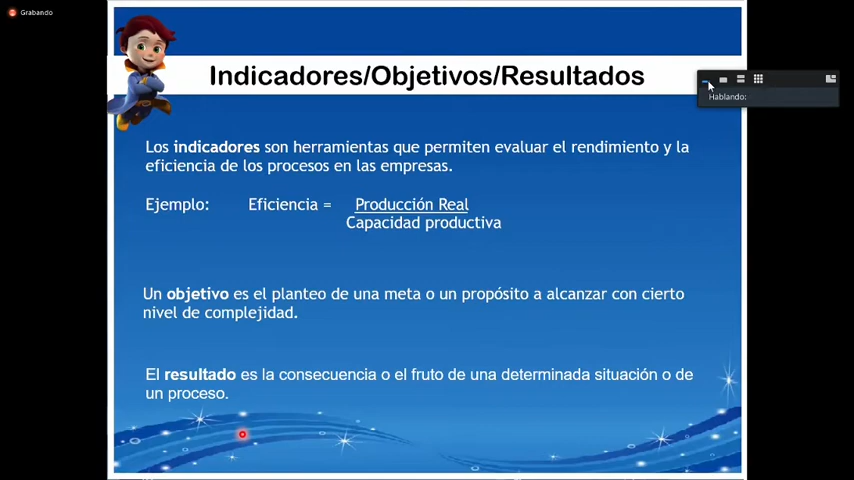 Grabando
Indicadores/Objetivos/Resultados
Hablando:
Los indicadores son herramientas que permiten evaluar el rendimiento y la
eficiencia de los procesos en las empresas.
Ejemplo: Eficiencia = Producción Real
Capacidad productiva
Un objetivo es el planteo de una meta o un propósito a alcanzar con cierto
nivel de complejidad.
El resultado es la consecuencia o el fruto de una determinada situación o de
un proceso.